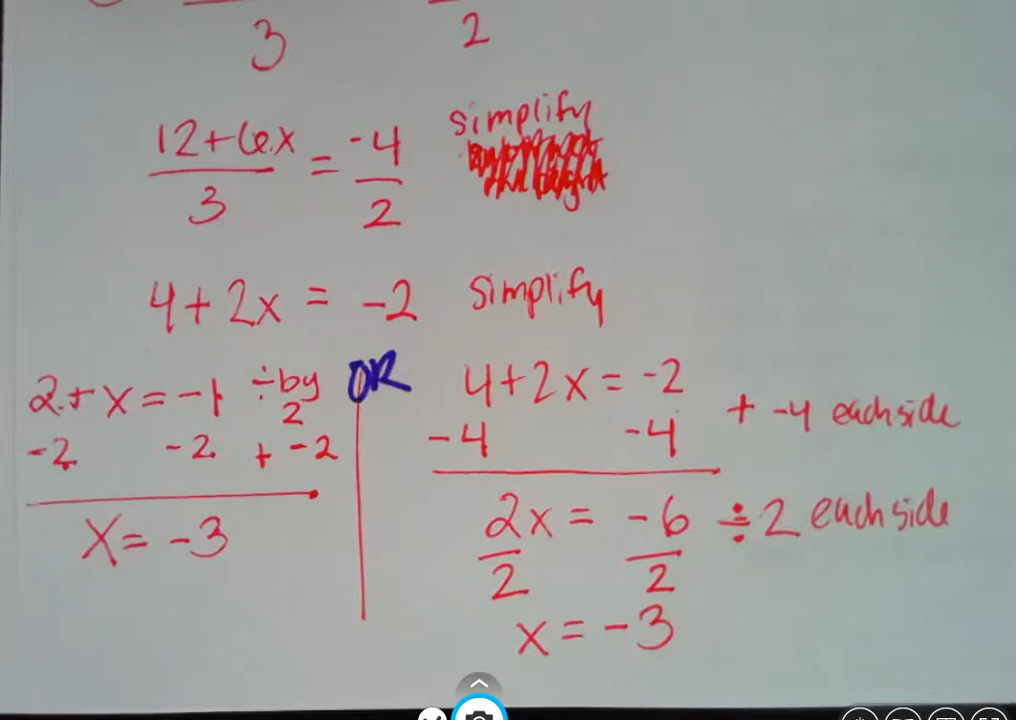 3 2
12+6x = -4 simplify
3 2
4+2x = -2 simplify
2+x = -1 ÷by 2
-2 -2 + -2
x = -3
OR
4+2x = -2
-4 -4 + -4 each side
2x = -6 ÷2 each side
2 2
x = -3